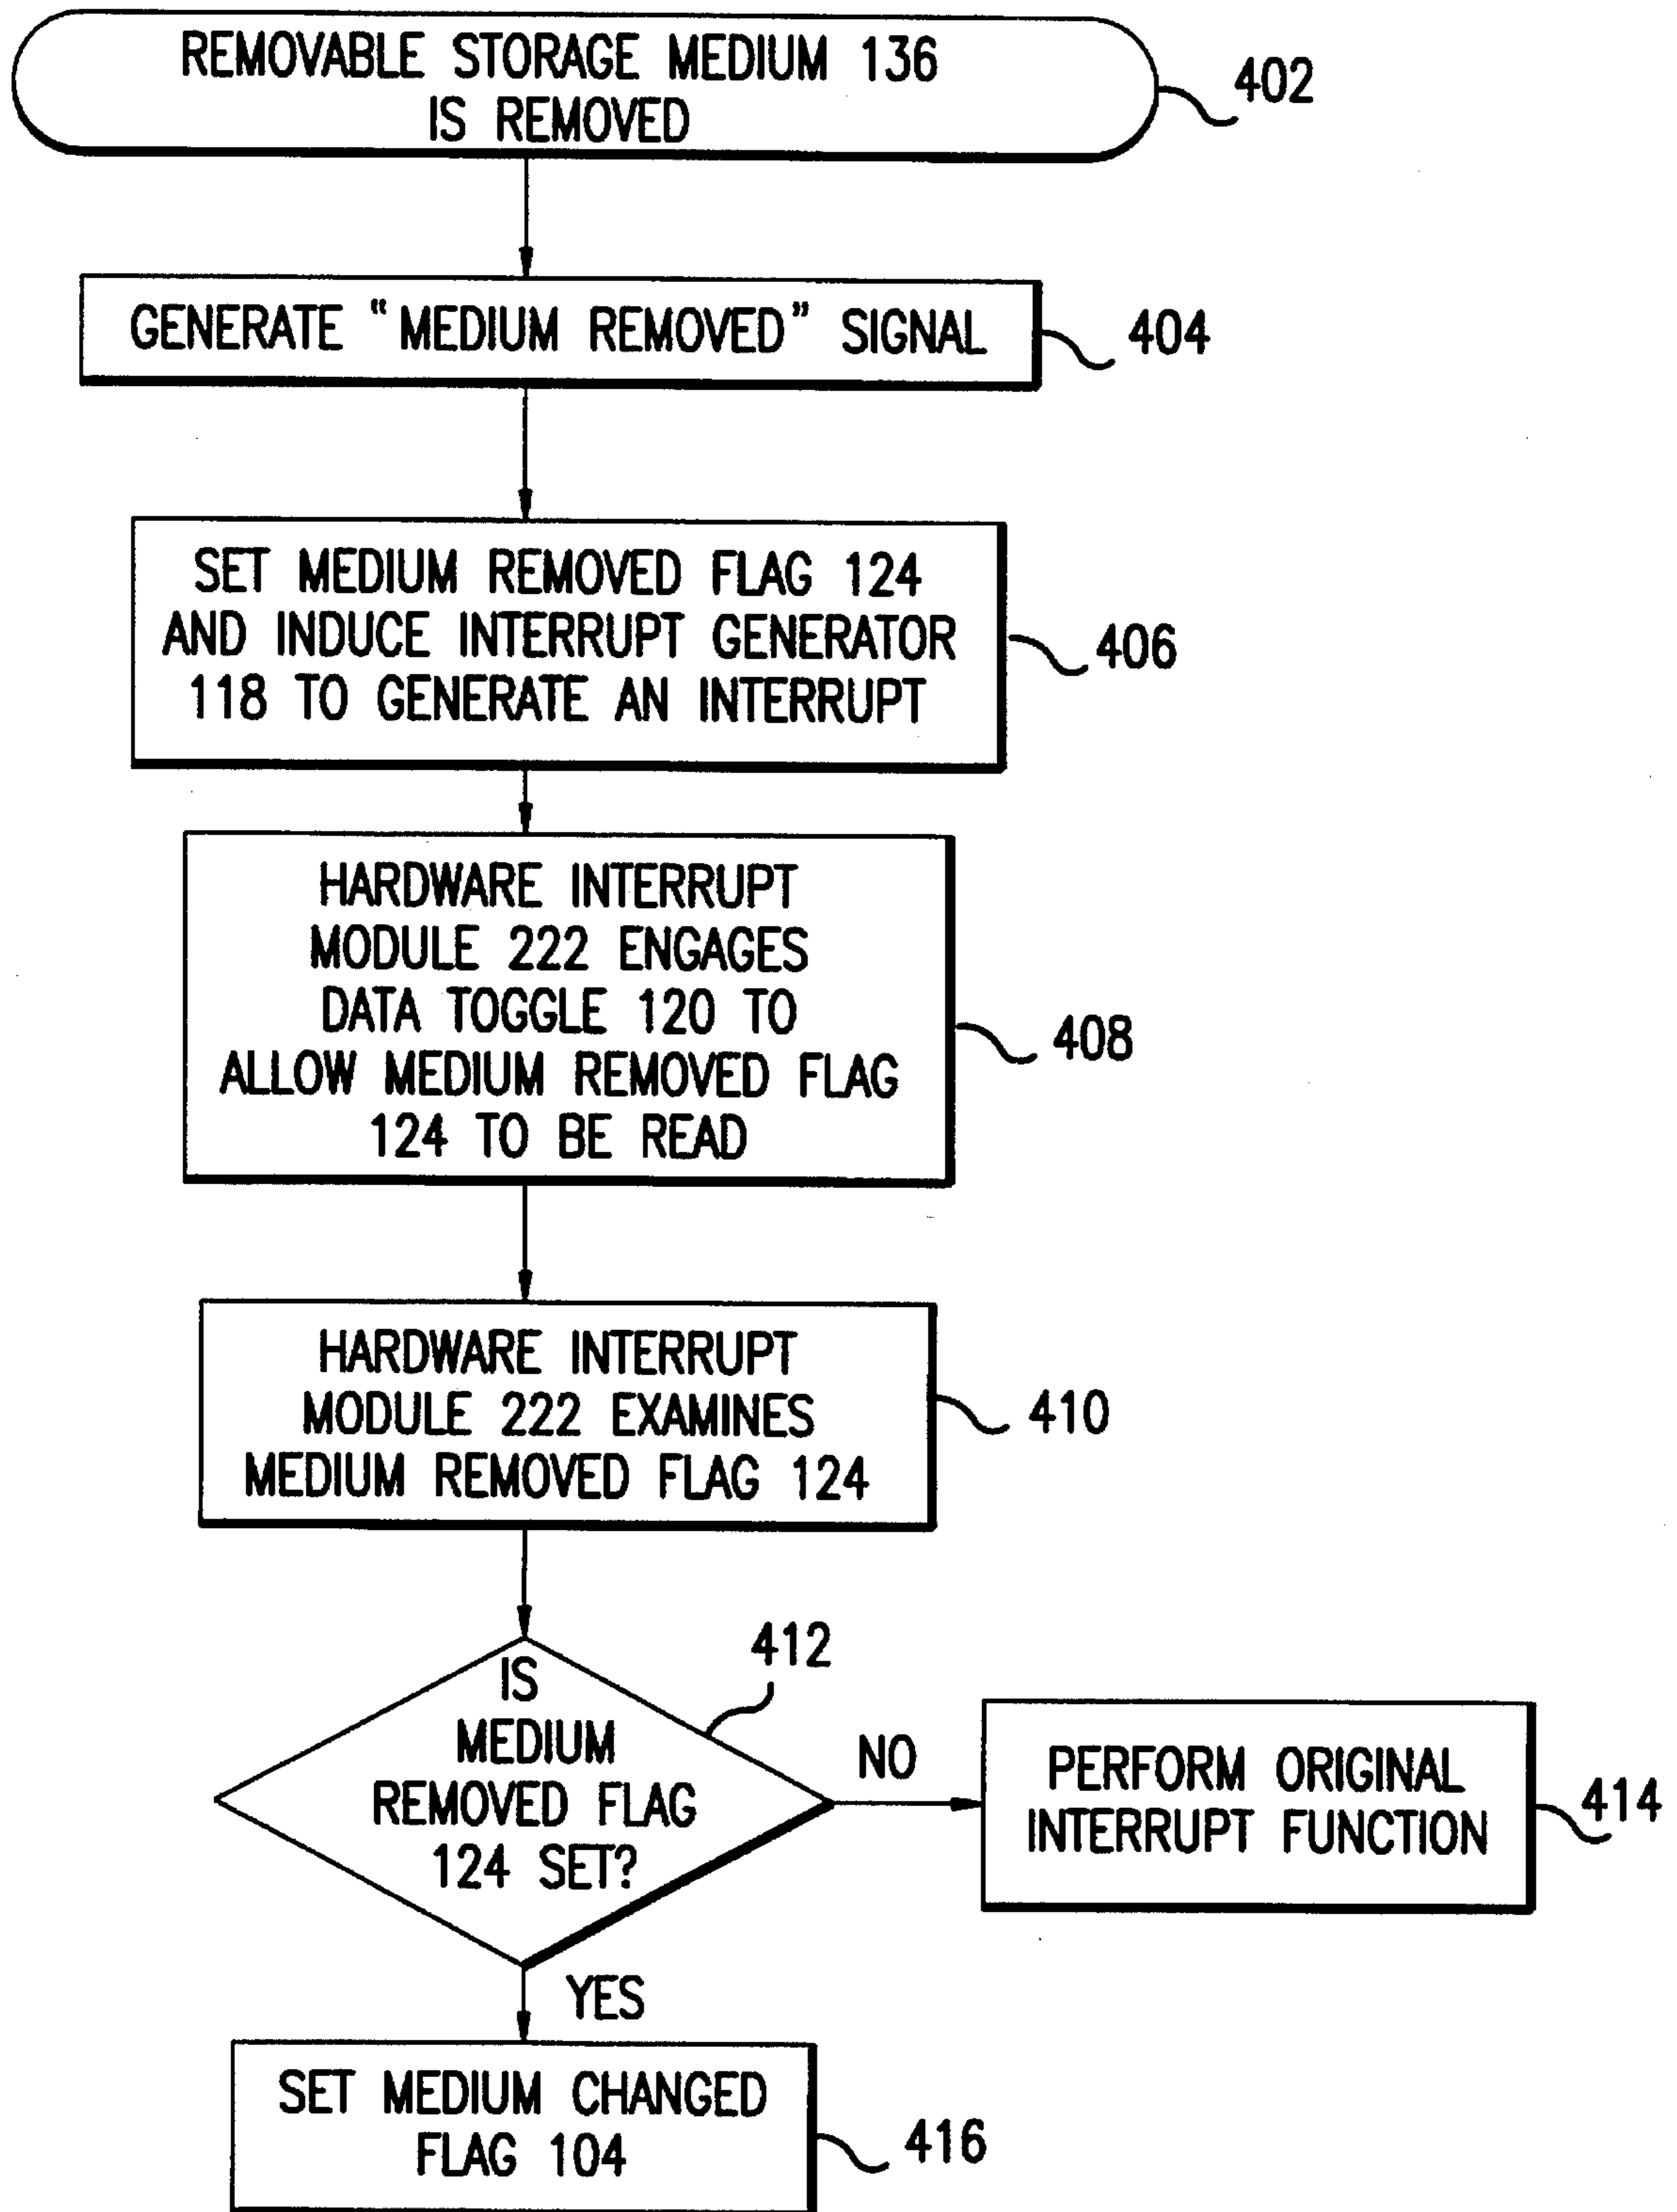 REMOVABLE STORAGE MEDIUM 136
IS REMOVED
402
GENERATE “MEDIUM REMOVED” SIGNAL
404
SET MEDIUM REMOVED FLAG 124
AND INDUCE INTERRUPT GENERATOR
118 TO GENERATE AN INTERRUPT
406
HARDWARE INTERRUPT
MODULE 222 ENGAGES
DATA TOGGLE 120 TO
ALLOW MEDIUM REMOVED FLAG
124 TO BE READ
408
HARDWARE INTERRUPT
MODULE 222 EXAMINES
MEDIUM REMOVED FLAG 124
410
IS
MEDIUM
REMOVED FLAG
124 SET?
412
NO
PERFORM ORIGINAL
INTERRUPT FUNCTION
414
YES
SET MEDIUM CHANGED
FLAG 104
416